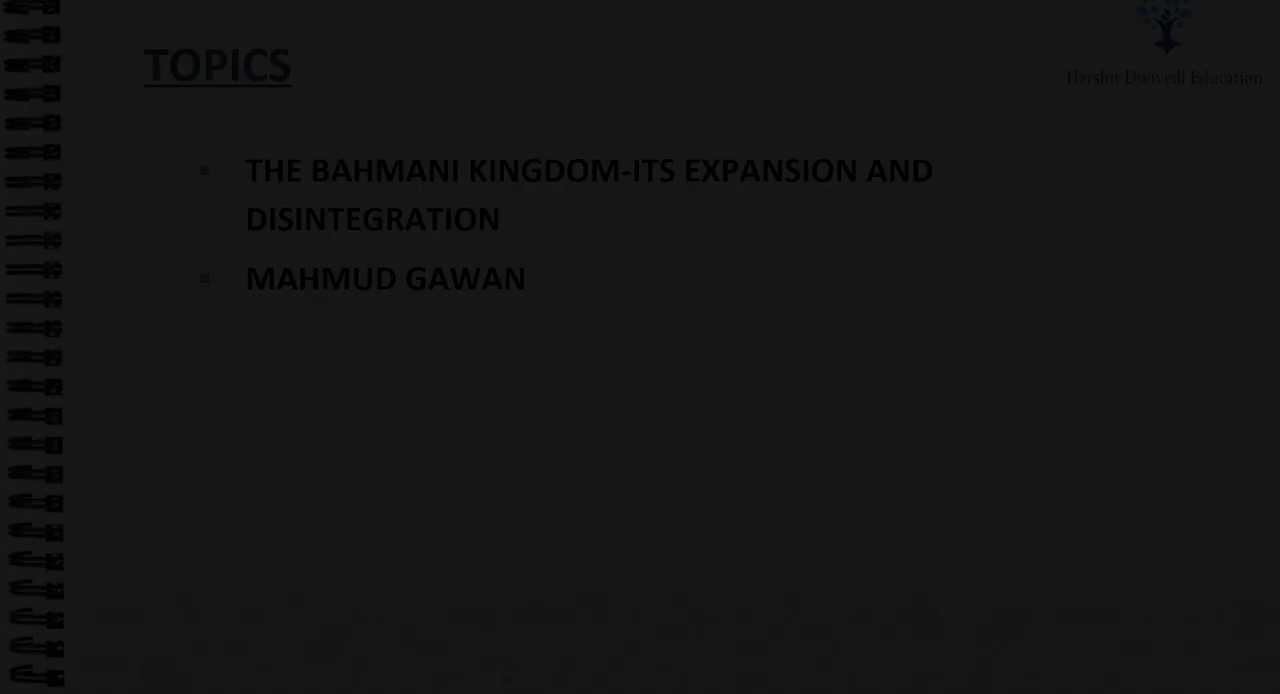 TOPICS
Harshit Dwivedi Education
▪ THE BAHMANI KINGDOM-ITS EXPANSION AND
DISINTEGRATION
▪ MAHMUD GAWAN